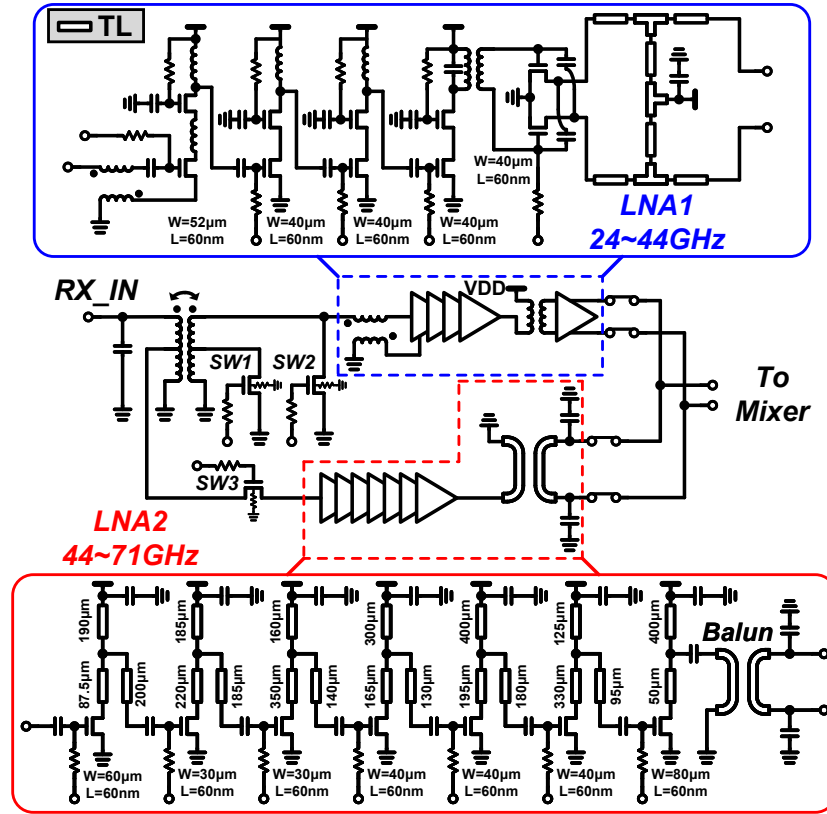 TL
W=52µm
W=40µm
W=40µm
W=40µm
L=60nm
L=60nm
L=60nm
L=60nm
W=40µm
L=60nm
LNA1
24~44GHz
RX_IN
VDD
SW1
SW2
To
Mixer
SW3
LNA2
44~71GHz
190µm
185µm
160µm
300µm
400µm
125µm
400µm
Balun
87.5µm
200µm
220µm
185µm
350µm
140µm
165µm
130µm
195µm
180µm
330µm
95µm
50µm
W=60µm
W=30µm
W=30µm
W=40µm
W=40µm
W=40µm
W=80µm
L=60nm
L=60nm
L=60nm
L=60nm
L=60nm
L=60nm
L=60nm